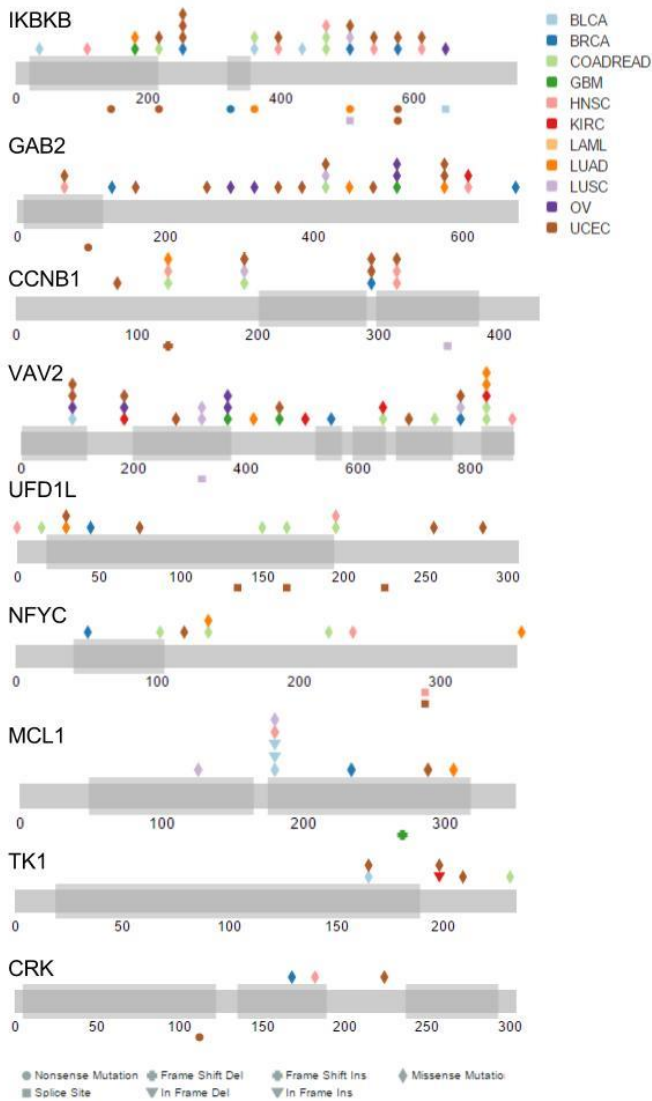 IKBKB
0 200 400 600
GAB2
0 200 400 600
CCNB1
0 100 200 300 400
VAV2
0 200 400 600 800
UFD1L
0 50 100 150 200 250 300
NFYC
0 100 200 300
MCL1
0 100 200 300
TK1
0 50 100 150 200
CRK
0 50 100 150 200 250 300
BLCA
BRCA
COADREAD
GBM
HNSC
KIRC
LAML
LUAD
LUSC
OV
UCEC
Nonsense Mutation Frame Shift Del Frame Shift Ins Missense Mutatio
Splice Site In Frame Del In Frame Ins